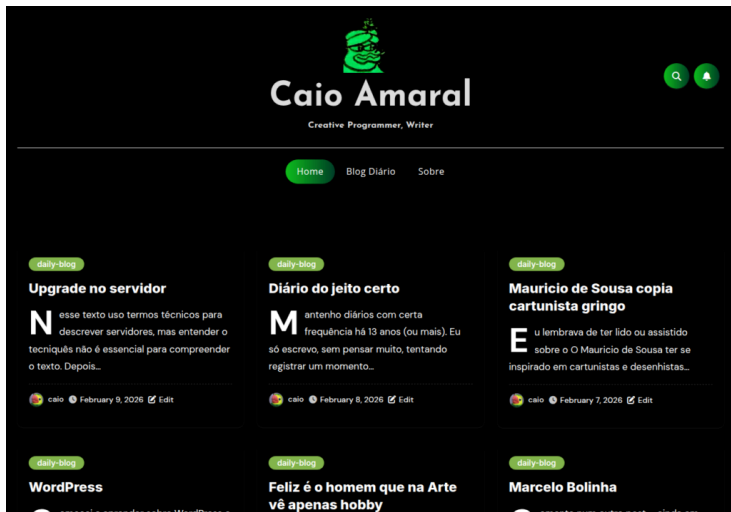 Caio Amaral
Creative Programmer, Writer
Home Blog Diário Sobre
daily-blog
Upgrade no servidor
Nesse texto uso termos técnicos para
descrever servidores, mas entender o
tecniquês não é essencial para compreender
o texto. Depois...
caio February 9, 2026 Edit
daily-blog
Diário do jeito certo
Mantenho diários com certa
frequência há 13 anos (ou mais). Eu
só escrevo, sem pensar muito, tentando
registrar um momento...
caio February 8, 2026 Edit
daily-blog
Mauricio de Sousa copia
cartunista gringo
Eu lembrava de ter lido ou assistido
sobre o O Mauricio de Sousa ter se
inspirado em cartunistas e desenhistas...
caio February 7, 2026 Edit
daily-blog
WordPress
daily-blog
Feliz é o homem que na Arte
vê apenas hobby
daily-blog
Marcelo Bolinha